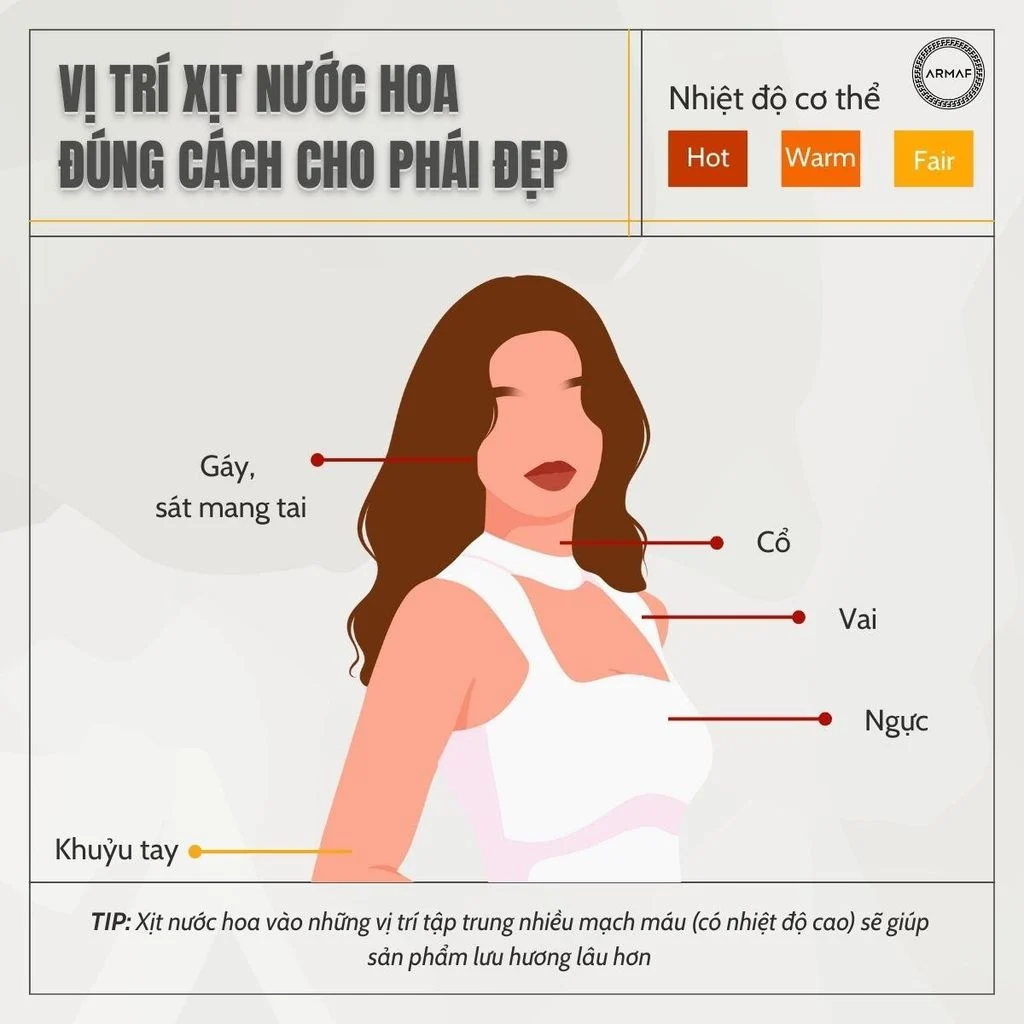 VỊ TRÍ XỊT NƯỚC HOA
ĐÚNG CÁCH CHO PHÁI ĐẸP
Nhiệt độ cơ thể
ARMAF
Hot
Warm
Fair
Gáy,
sát mang tai
Cổ
Vai
Ngực
Khuỷu tay
TIP: Xịt nước hoa vào những vị trí tập trung nhiều mạch máu (có nhiệt độ cao) sẽ giúp
sản phẩm lưu hương lâu hơn